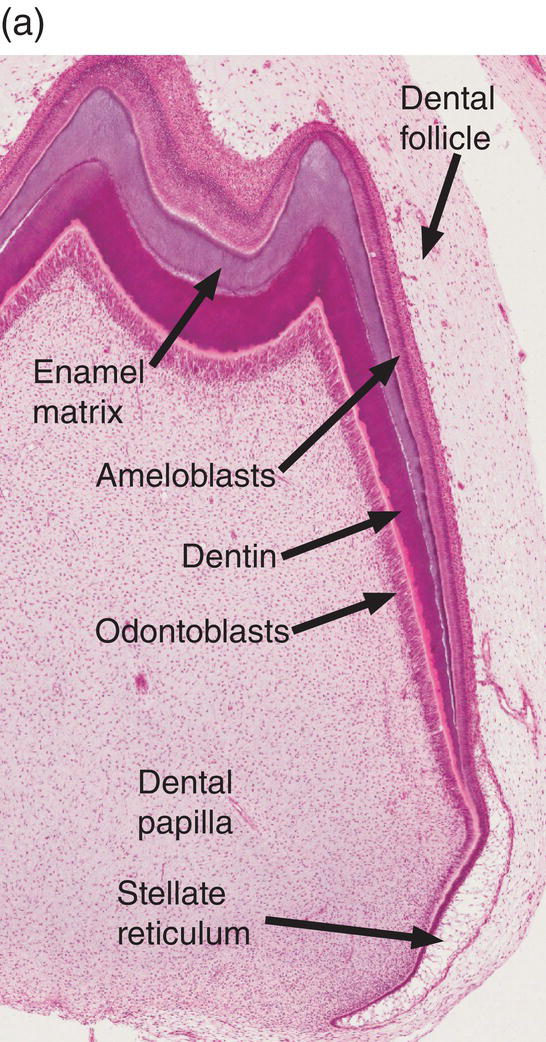 (a)
Dental
follicle
Enamel
matrix
Ameloblasts
Dentin
Odontoblasts
Dental
papilla
Stellate
reticulum